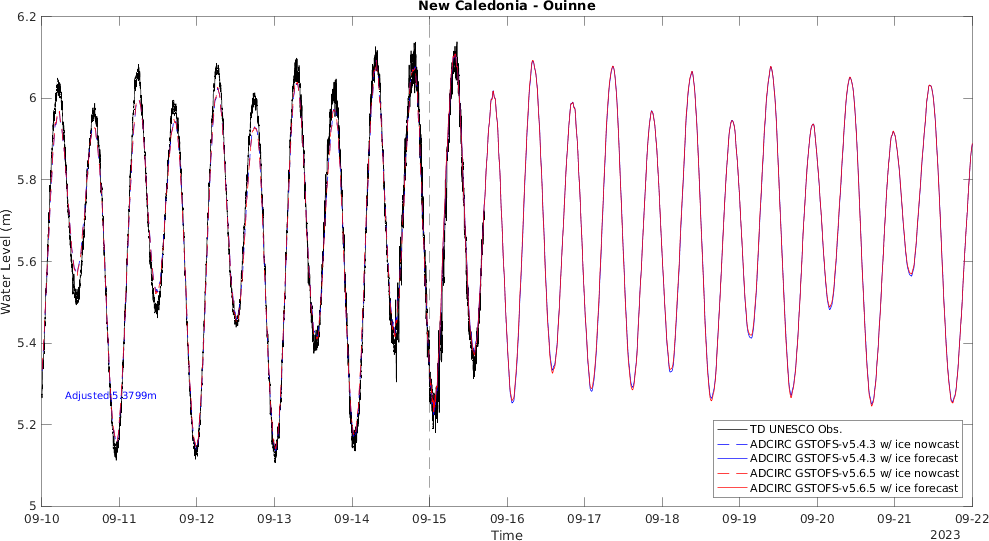 New Caledonia - Ouinne
6.2
6
5.8
5.6
5.4
5.2
5
Water Level (m)
Adjusted 5.3799m
TD UNESCO Obs.
ADCIRC GSTOFS-v5.4.3 w/ ice nowcast
ADCIRC GSTOFS-v5.4.3 w/ ice forecast
ADCIRC GSTOFS-v5.6.5 w/ ice nowcast
ADCIRC GSTOFS-v5.6.5 w/ ice forecast
09-10 09-11 09-12 09-13 09-14 09-15 09-16 09-17 09-18 09-19 09-20 09-21 09-22
Time
2023